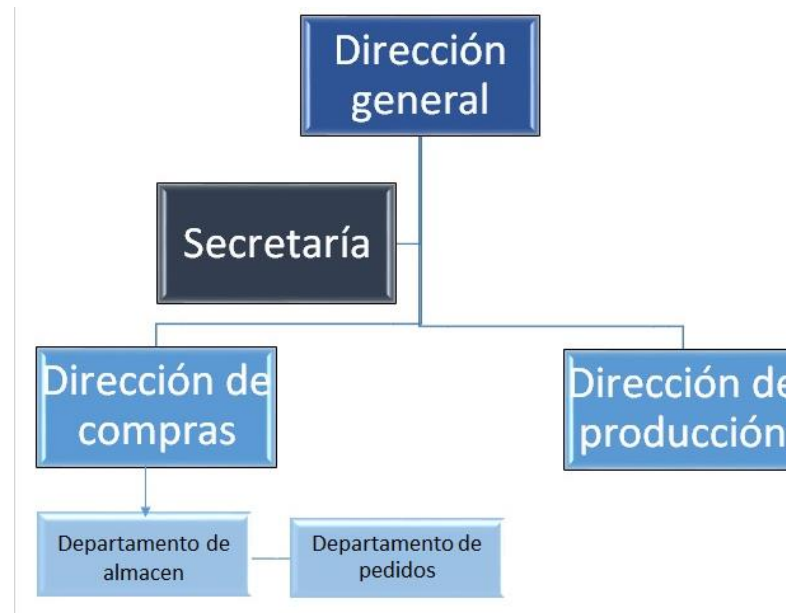 Dirección
general
Secretaría
Dirección de
compras
Dirección de
producción
Departamento de
almacen
Departamento de
pedidos